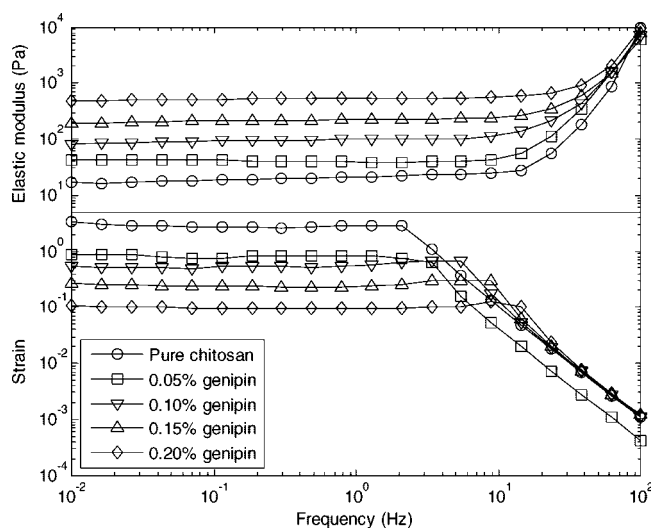 10^4
10^3
10^2
10^1
Elastic modulus (Pa)
10^0
10^-1
10^-2
10^-3
10^-4
Strain
Pure chitosan
0.05% genipin
0.10% genipin
0.15% genipin
0.20% genipin
10^-2
10^-1
10^0
10^1
10^2
Frequency (Hz)